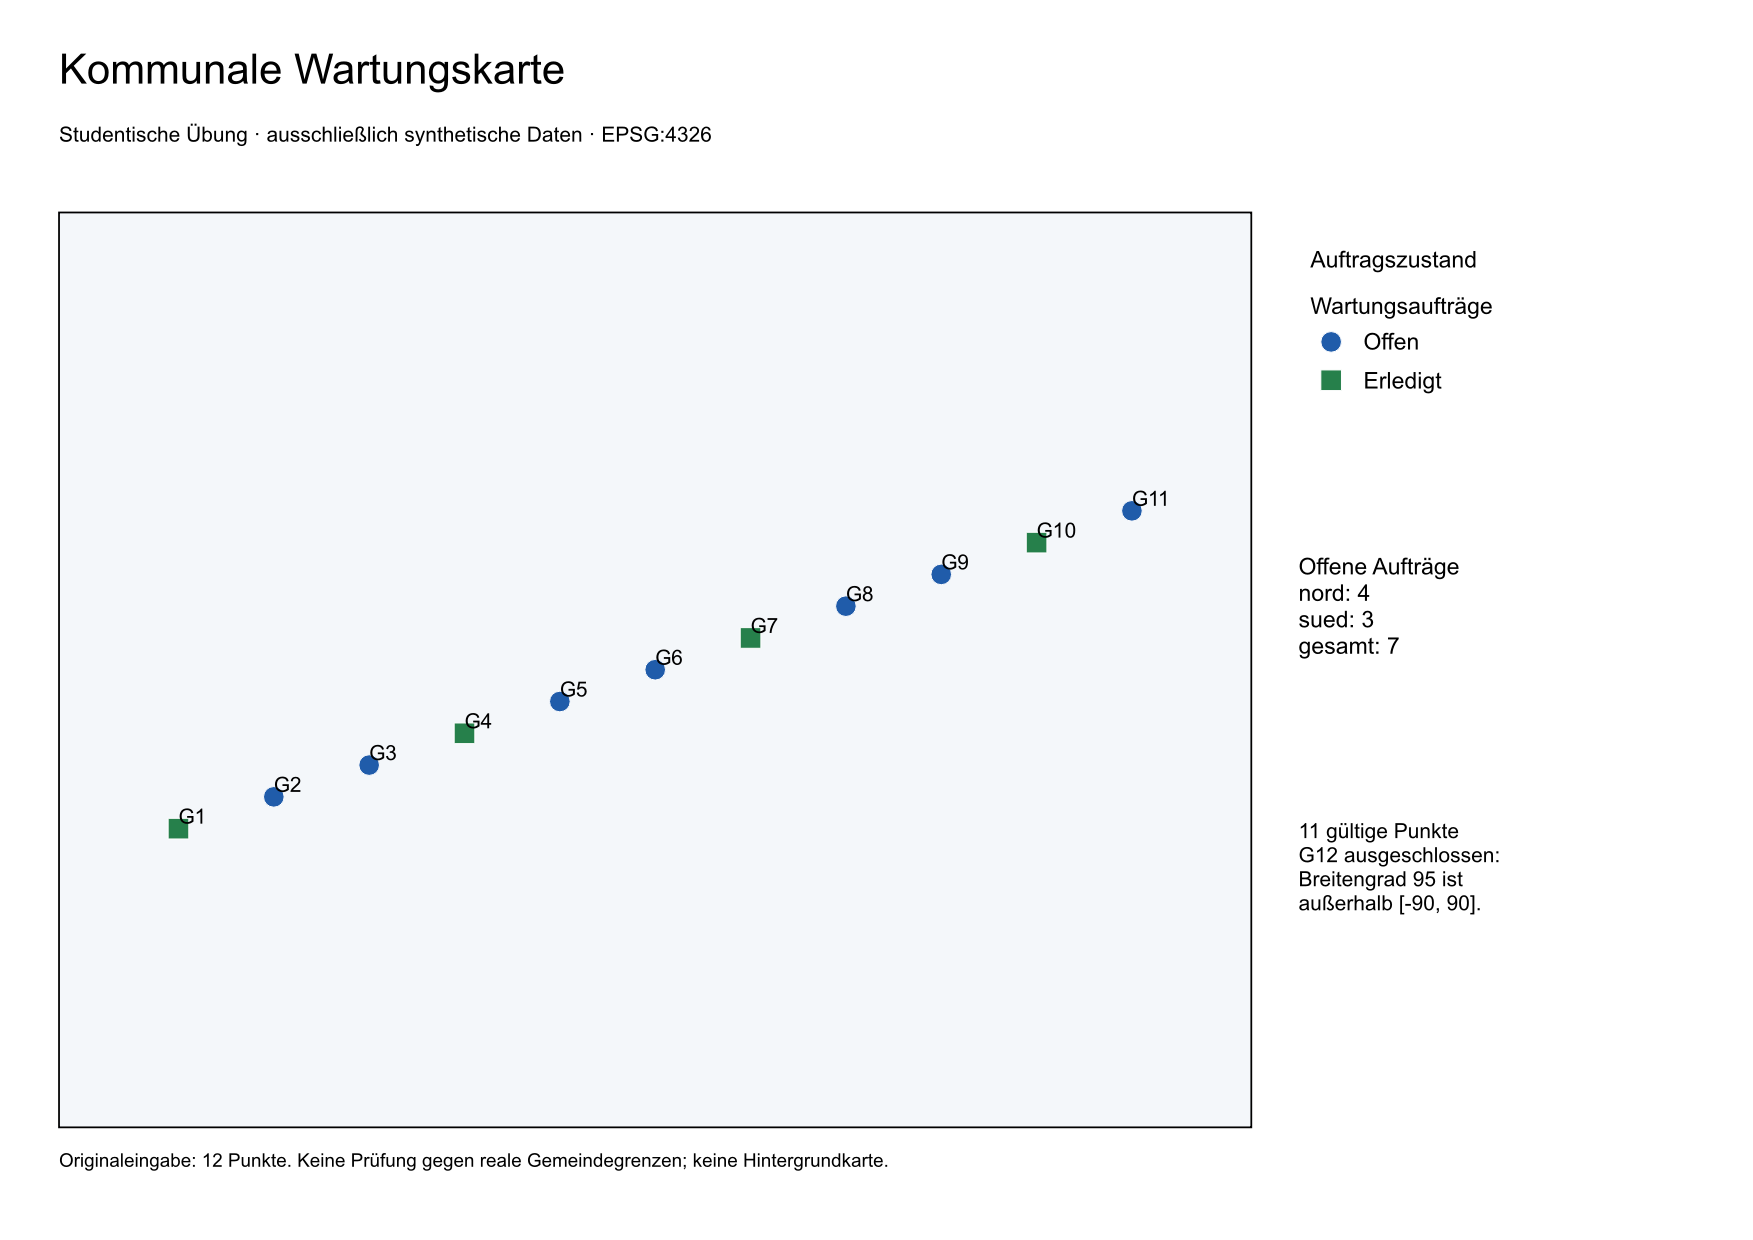 Kommunale Wartungskarte
Studentische Übung · ausschließlich synthetische Daten · EPSG:4326
Auftragszustand
Wartungsaufträge
Offen
Erledigt
G11
G10
G9
G8
G7
G6
G5
G4
G3
G2
G1
Offene Aufträge
nord: 4
sued: 3
gesamt: 7
11 gültige Punkte
G12 ausgeschlossen:
Breitengrad 95 ist
außerhalb [-90, 90].
Originaleingabe: 12 Punkte. Keine Prüfung gegen reale Gemeindegrenzen; keine Hintergrundkarte.